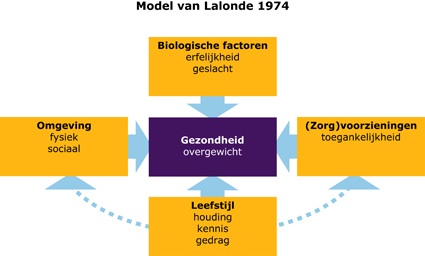 Model van Lalonde 1974
Biologische factoren
erfelijkheid
geslacht
Omgeving
fysiek
sociaal
Gezondheid
overgewicht
(Zorg)voorzieningen
toegankelijkheid
Leefstijl
houding
kennis
gedrag